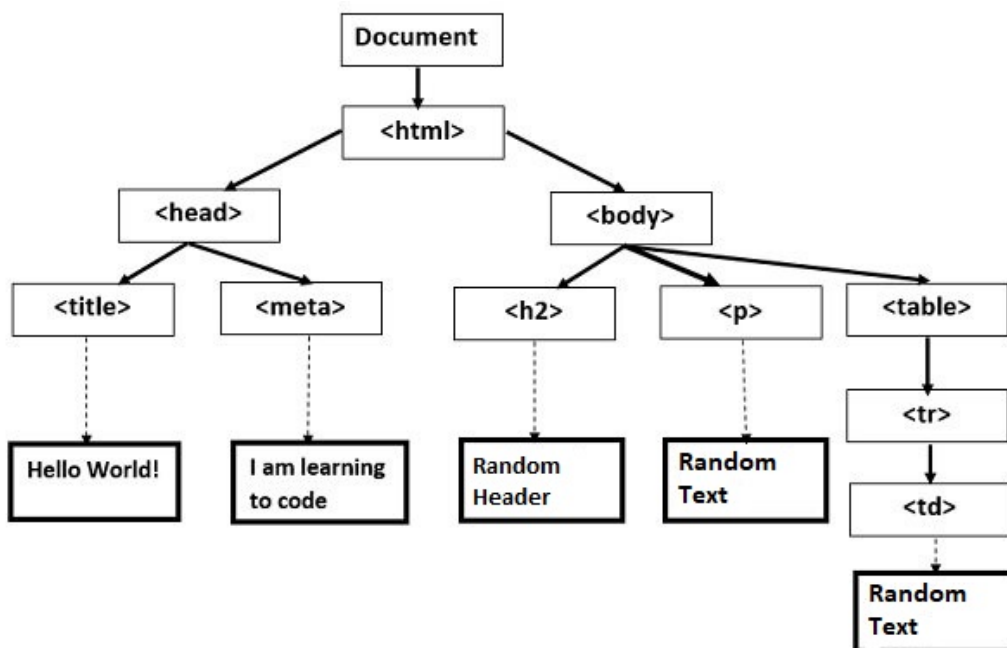 Document
<html>
<head>
<body>
<title>
<meta>
<h2>
<p>
<table>
<tr>
Hello World!
I am learning
to code
Random
Header
Random
Text
<td>
Random
Text